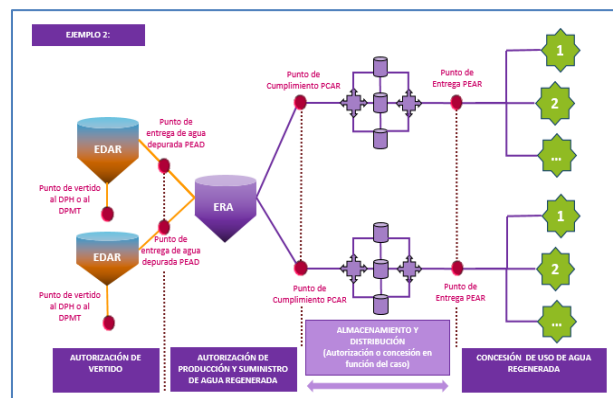 EJEMPLO 2:
Punto de
Cumplimiento PCAR
Punto de
Entrega PEAR
1
2
...
Punto de
entrega de agua
depurada PEAD
EDAR
Punto de vertido
al DPH o al
DPMT
ERA
Punto de
entrega de agua
depurada PEAD
EDAR
Punto de vertido
al DPH o al
DPMT
Punto de
Cumplimiento PCAR
Punto de
Entrega PEAR
1
2
...
ALMACENAMIENTO Y
DISTRIBUCIÓN
(Autorización o concesión en
función del caso)
AUTORIZACIÓN DE
VERTIDO
AUTORIZACIÓN DE
PRODUCCIÓN Y SUMINISTRO
DE AGUA REGENERADA
CONCESIÓN DE USO DE AGUA
REGENERADA